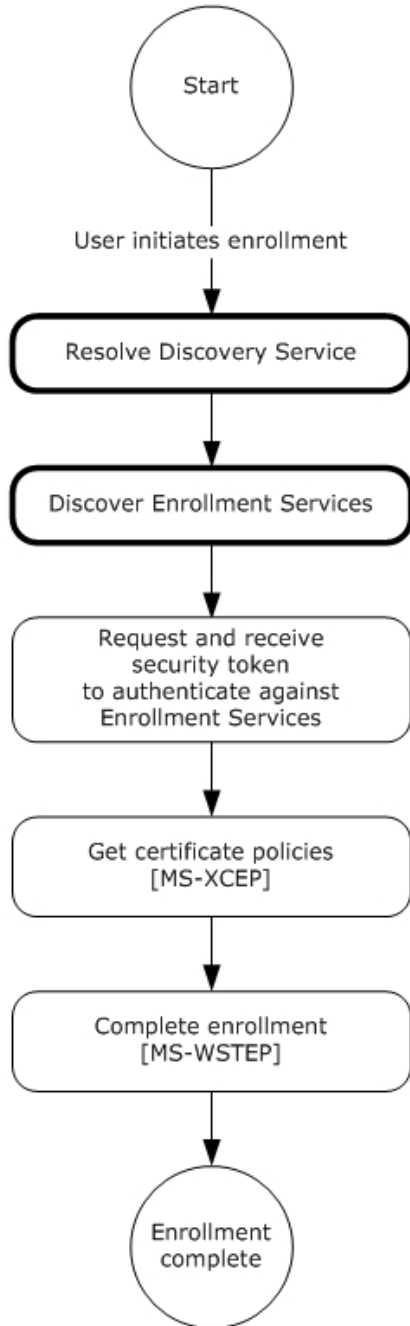 Start
User initiates enrollment
Resolve Discovery Service
Discover Enrollment Services
Request and receive
security token
to authenticate against
Enrollment Services
Get certificate policies
[MS-XCEP]
Complete enrollment
[MS-WSTEP]
Enrollment
complete